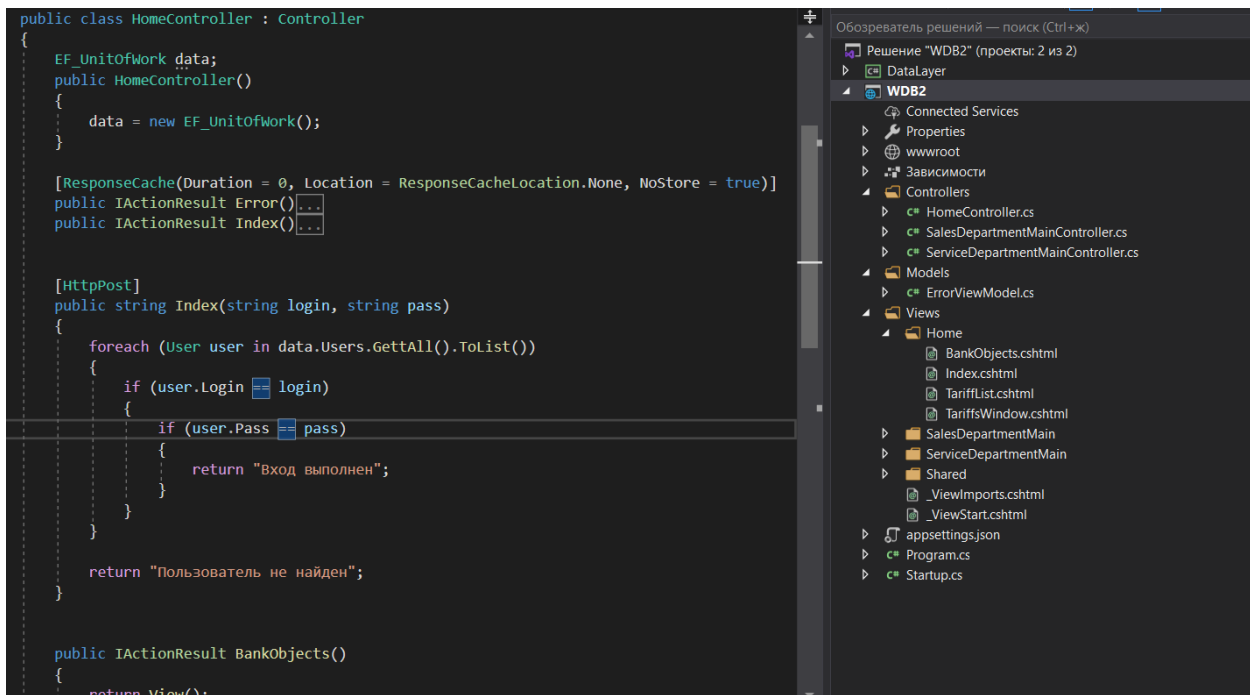 public class HomeController : Controller
{
EF_UnitOfWork data;
public HomeController()
{
data = new EF_UnitOfWork();
}
[ResponseCache(Duration = 0, Location = ResponseCacheLocation.None, NoStore = true)]
public IActionResult Error()...
public IActionResult Index()...
[HttpPost]
public string Index(string login, string pass)
{
foreach (User user in data.Users.GettAll().ToList())
{
if (user.Login == login)
{
if (user.Pass == pass)
{
return "Вход выполнен";
}
}
}
return "Пользователь не найден";
}
public IActionResult BankObjects()
{
return View();
Обозреватель решений — поиск (Ctrl+ж)
Решение "WDB2" (проекты: 2 из 2)
C# DataLayer
WDB2
Connected Services
Properties
wwwroot
Зависимости
Controllers
C# HomeController.cs
C# SalesDepartmentMainController.cs
C# ServiceDepartmentMainController.cs
Models
C# ErrorViewModel.cs
Views
Home
BankObjects.cshtml
Index.cshtml
TariffList.cshtml
TariffsWindow.cshtml
SalesDepartmentMain
ServiceDepartmentMain
Shared
_ViewImports.cshtml
_ViewStart.cshtml
appsettings.json
C# Program.cs
C# Startup.cs